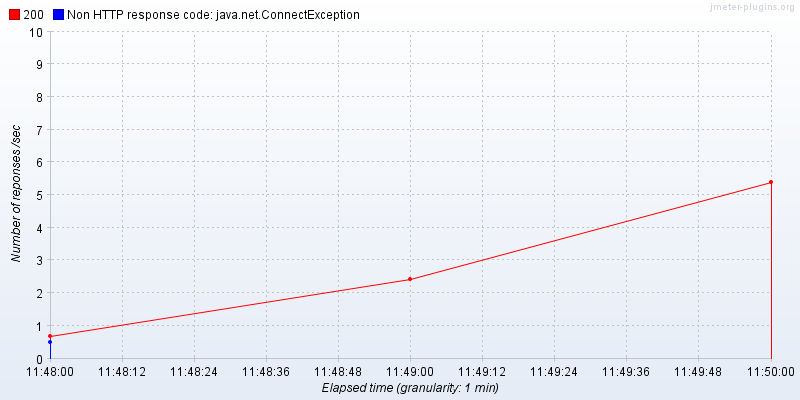 200 Non HTTP response code: java.net.ConnectException
jmeter-plugins.org
10
9
8
7
6
5
4
3
2
1
0
Number of reponses /sec
11:48:00 11:48:12 11:48:24 11:48:36 11:48:48 11:49:00 11:49:12 11:49:24 11:49:36 11:49:48 11:50:00
Elapsed time (granularity: 1 min)